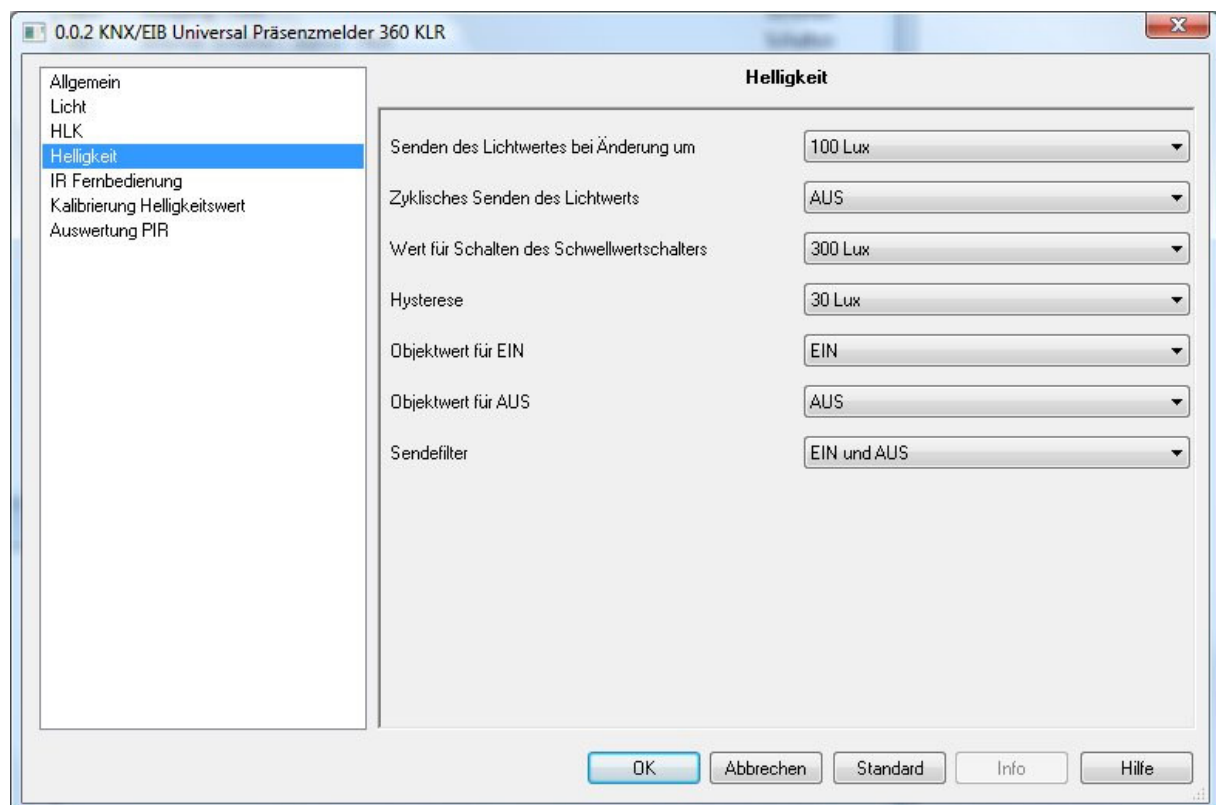 0.0.2 KNX/EIB Universal Präsenzmelder 360 KLR
Allgemein
Licht
HLK
Helligkeit
IR Fernbedienung
Kalibrierung Helligkeitswert
Auswertung PIR
Helligkeit
Senden des Lichtwertes bei Änderung um 100 Lux
Zyklisches Senden des Lichtwerts AUS
Wert für Schalten des Schwellwertschalters 300 Lux
Hysterese 30 Lux
Objektwert für EIN EIN
Objektwert für AUS AUS
Sendefilter EIN und AUS
OK Abbrechen Standard Info Hilfe